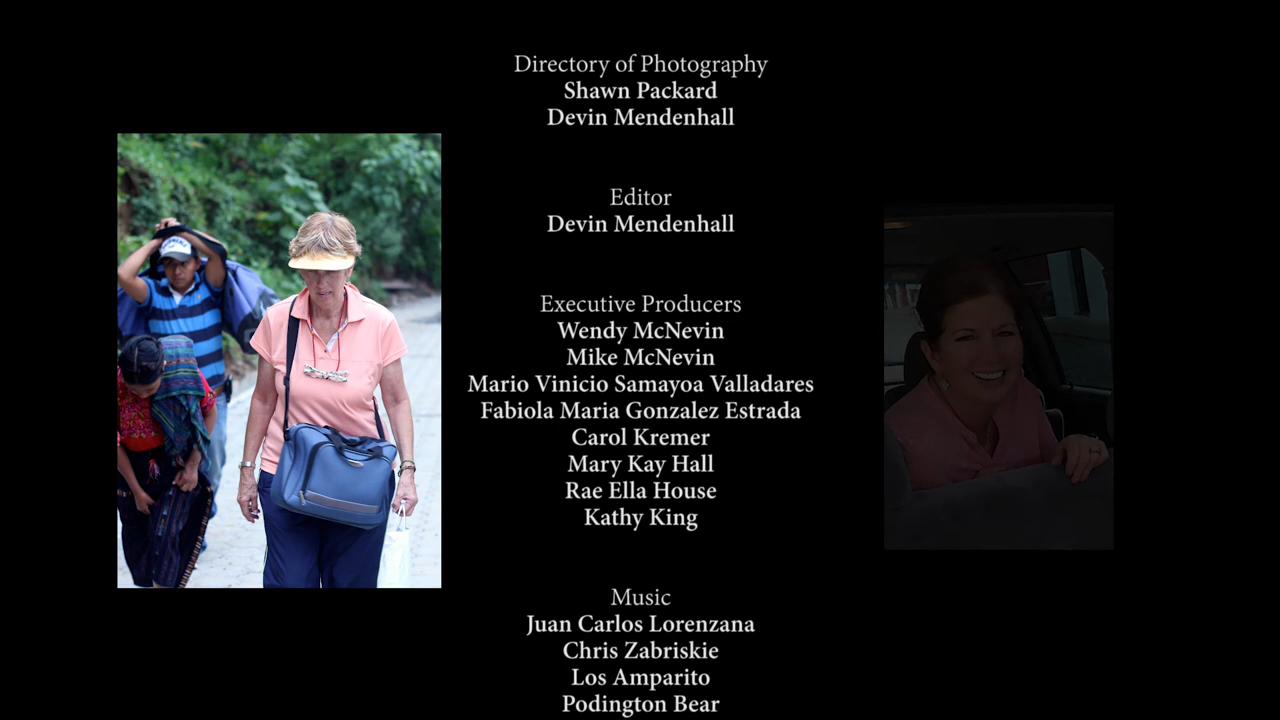 Directory of Photography
Shawn Packard
Devin Mendenhall
Editor
Devin Mendenhall
Executive Producers
Wendy McNevin
Mike McNevin
Mario Vinicio Samayoa Valladares
Fabiola Maria Gonzalez Estrada
Carol Kremer
Mary Kay Hall
Rae Ella House
Kathy King
Music
Juan Carlos Lorenzana
Chris Zabriskie
Los Amparito
Podington Bear